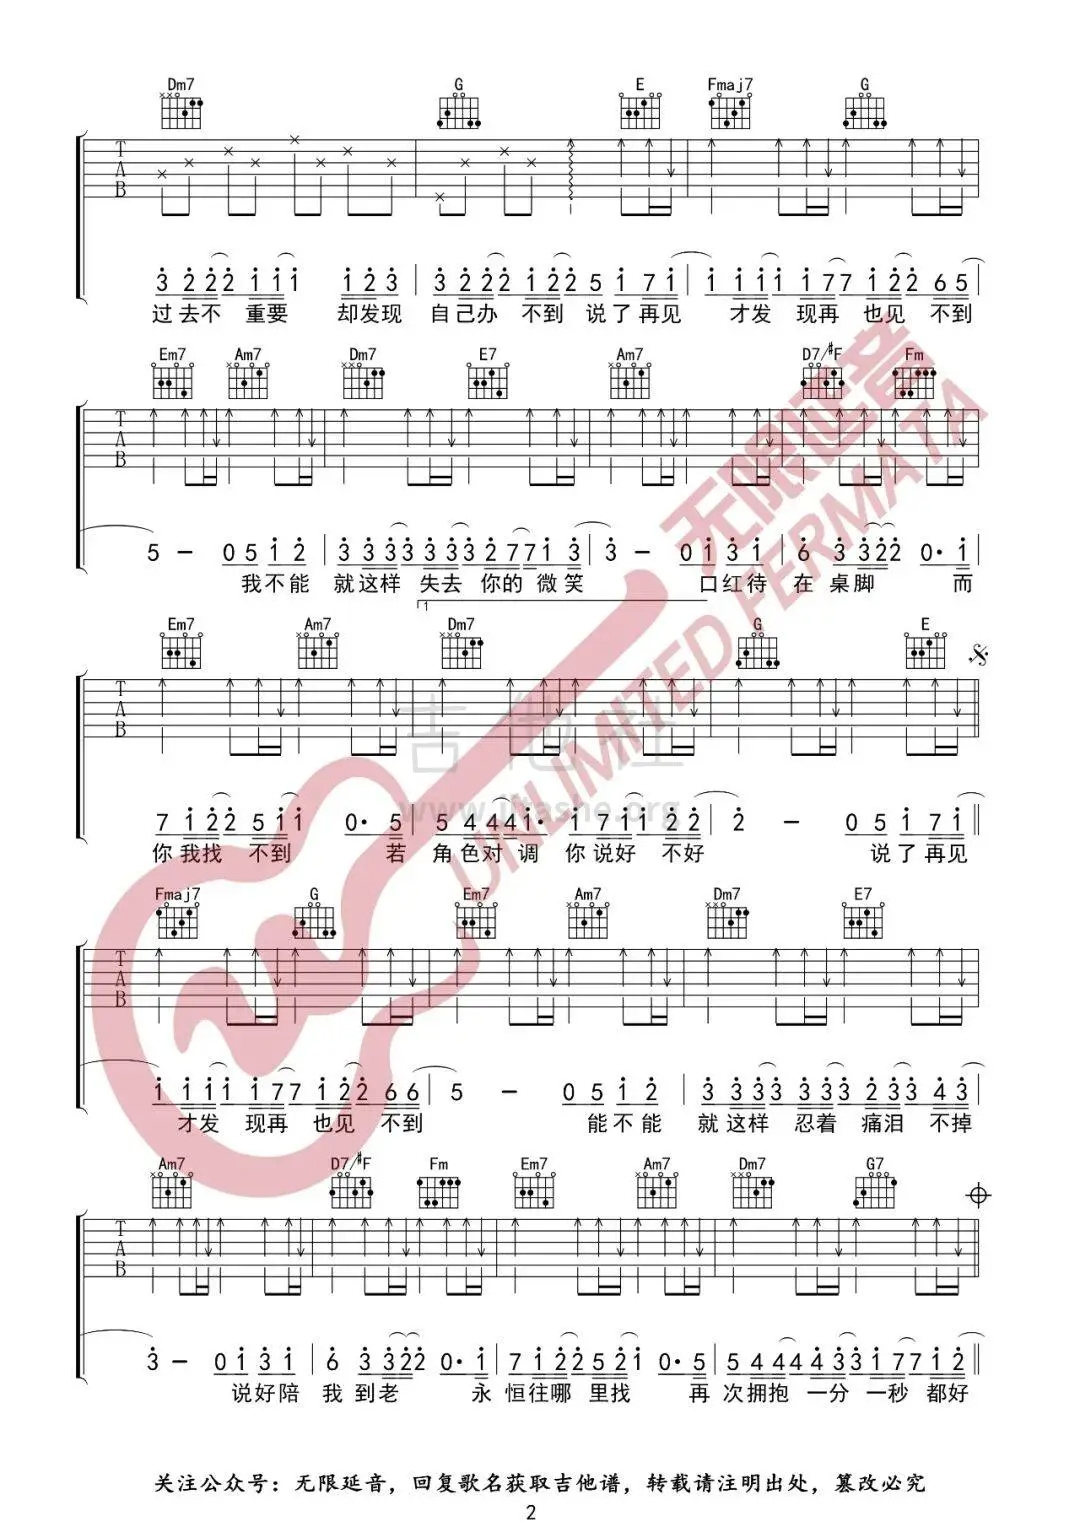 Dm7 G E Fmaj7 G
T
A
B
3 2 2 2 2 1 1 1 1 2 3 3 2 2 2 1 2 2 5 1 7 1 1 1 1 1 7 7 1 2 2 6 5
过去不 重要 却发现 自己办 不到 说了再见 才发 现再 也见 不到
Em7 Am7 Dm7 E7 Am7 D7/#F Fm
T
A
B
5 - 0 5 1 2 3 3 3 3 3 3 3 2 7 7 1 3 3 - 0 1 3 1 6 3 3 2 2 0· 1
我不能 就这样 失去 你的 微笑 口红待 在 桌脚 而
1
Em7 Am7 Dm7 G E
T
A
B
7 1 2 2 5 1 1 0· 5 5 4 4 4 1· 1 7 1 1 2 2 2 - 0 5 1 7 1
你我找 不到 若 角色对 调 你说好 不好 说了再见
Fmaj7 G Em7 Am7 Dm7 E7
T
A
B
1 1 1 1 1 7 7 1 2 2 6 6 5 - 0 5 1 2 3 3 3 3 3 3 3 2 3 3 4 3
才发 现再 也见 不到 能不能 就这样 忍着 痛泪 不掉
Am7 D7/#F Fm Em7 Am7 Dm7 G7
T
A
B
3 - 0 1 3 1 6 3 3 2 2 0· 1 7 1 2 2 5 2 1 0· 5 5 4 4 4 4 3 3 1 7 7 1 2
说好陪 我 到老 永 恒往哪 里找 再 次拥抱 一分 一秒 都好
无限延音
UNLIMITED FERMATA
吉他社
www.jitashe.org
关注公众号：无限延音，回复歌名获取吉他谱，转载请注明出处，篡改必究
2